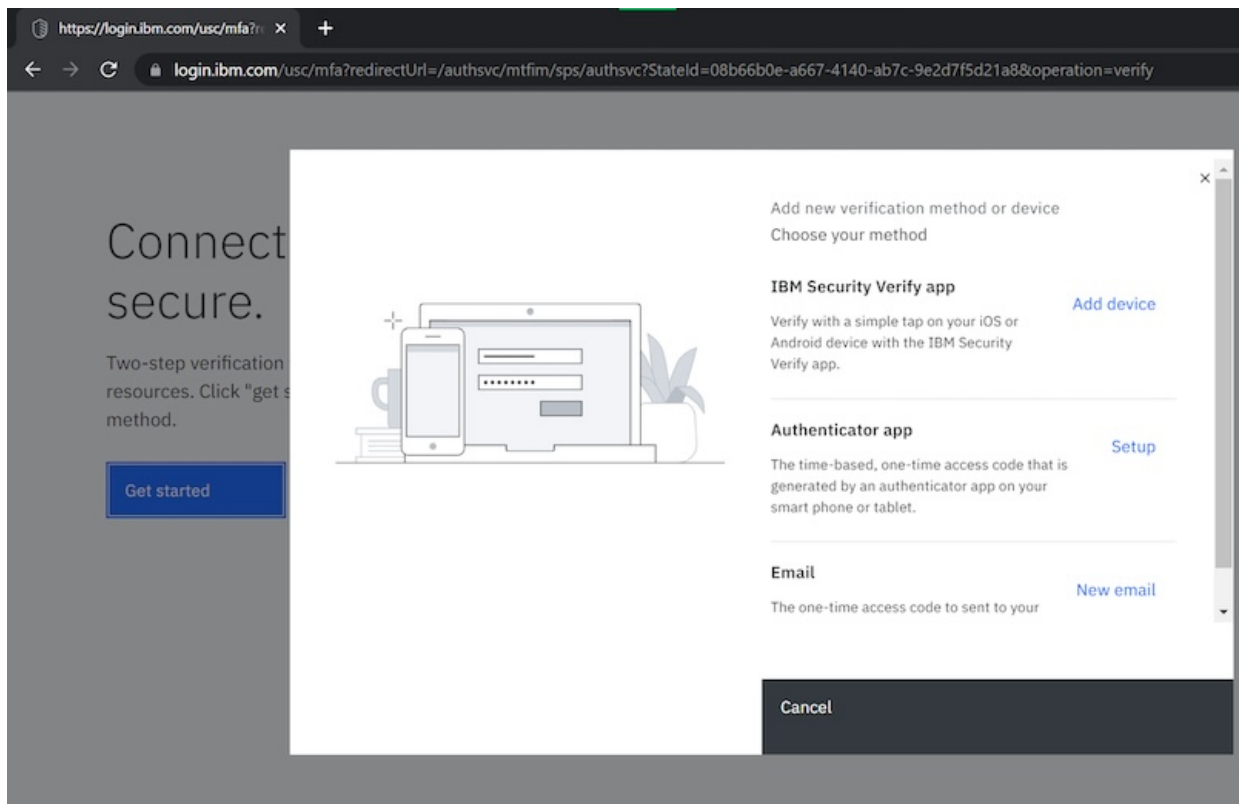 https://login.ibm.com/usc/mfa?r
login.ibm.com/usc/mfa?redirectUrl=/authsvc/mtfim/sps/authsvc?StateId=08b66b0e-a667-4140-ab7c-9e2d7f5d21a8&operation=verify
Connect
secure.
Two-step verification
resources. Click "get s
method.
Get started
Add new verification method or device
Choose your method
IBM Security Verify app
Add device
Verify with a simple tap on your iOS or
Android device with the IBM Security
Verify app.
Authenticator app
Setup
The time-based, one-time access code that is
generated by an authenticator app on your
smart phone or tablet.
Email
New email
The one-time access code to sent to your
Cancel